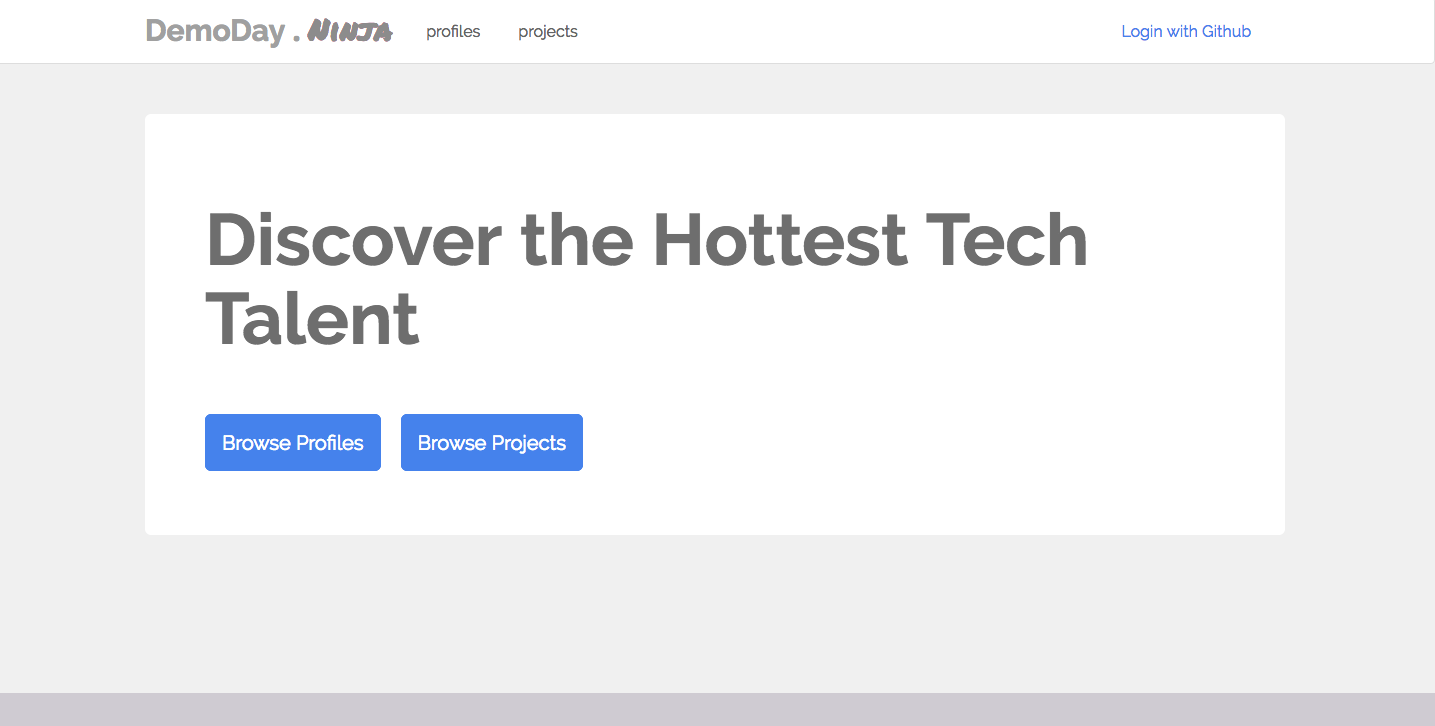 DemoDay . Ninja profiles projects Login with Github
Discover the Hottest Tech
Talent
Browse Profiles Browse Projects